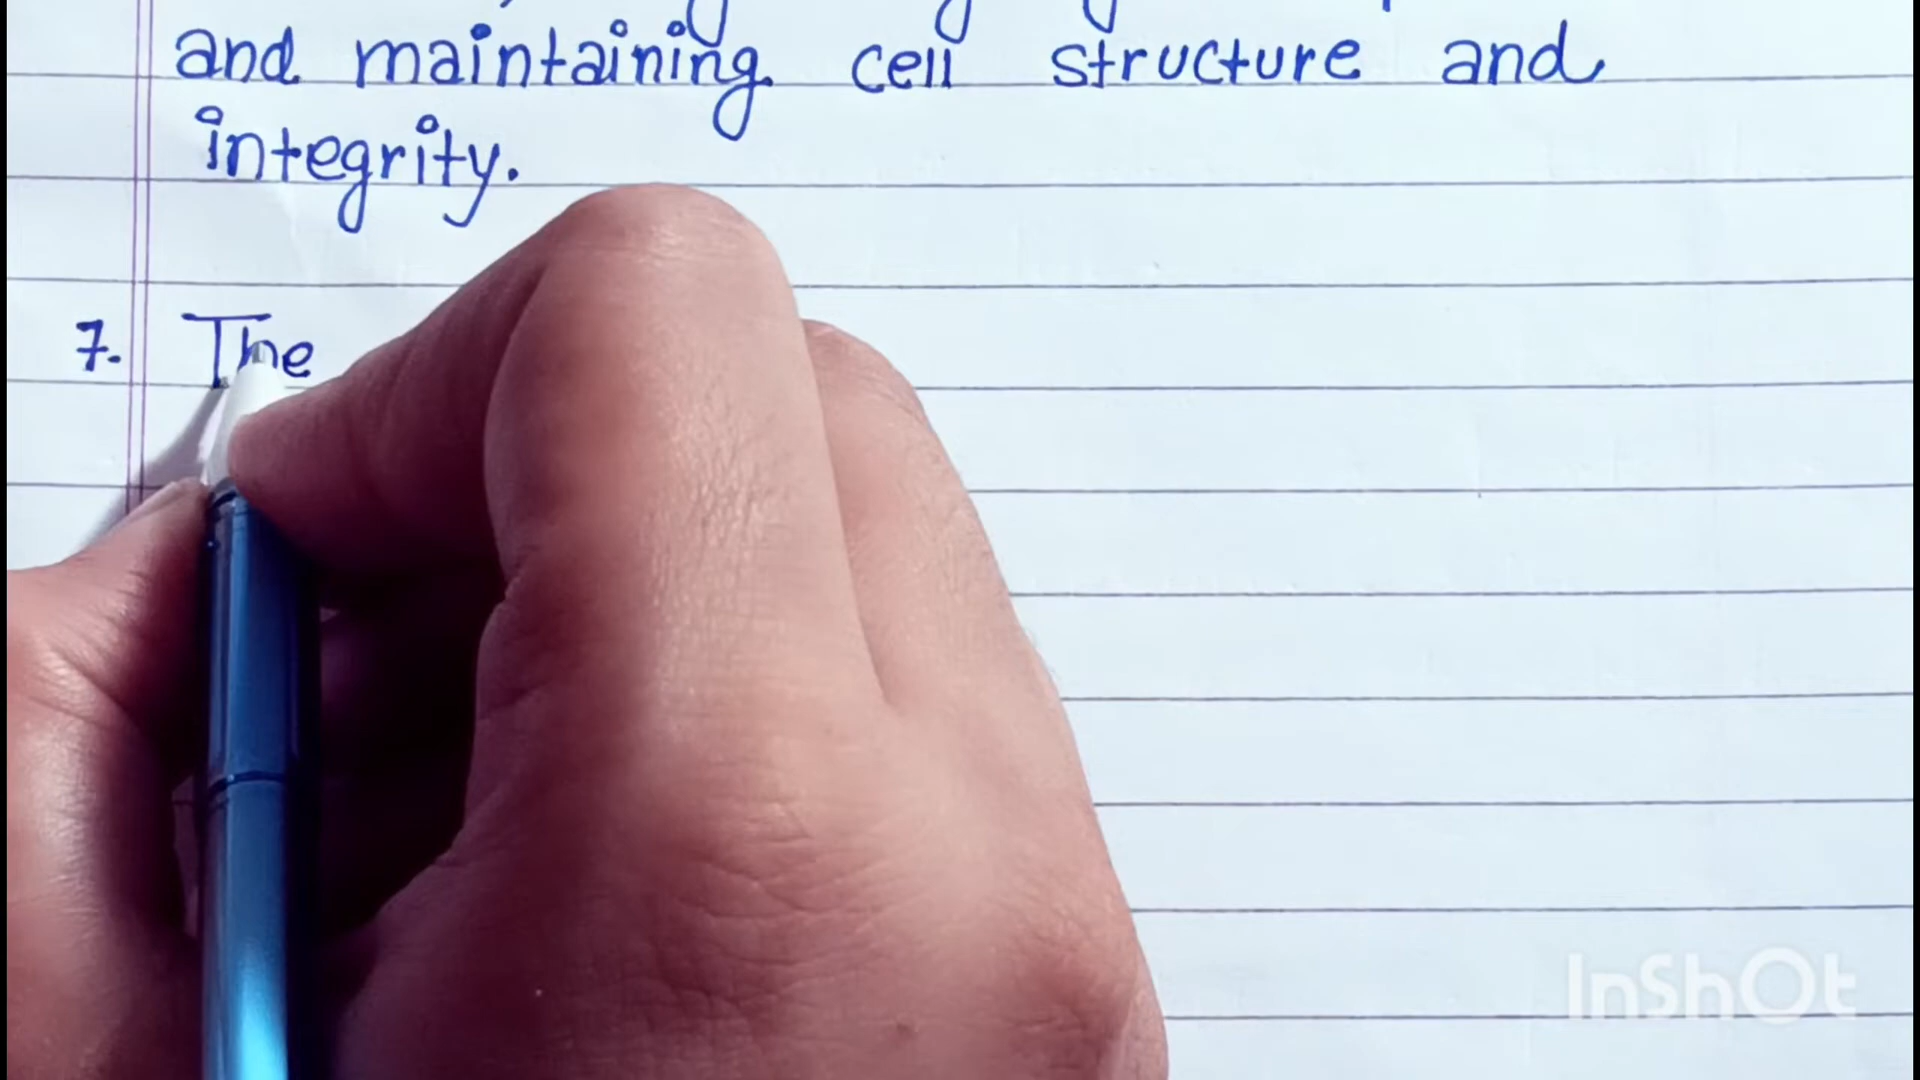 and maintaining cell structure and
integrity.
7. The
InShOt